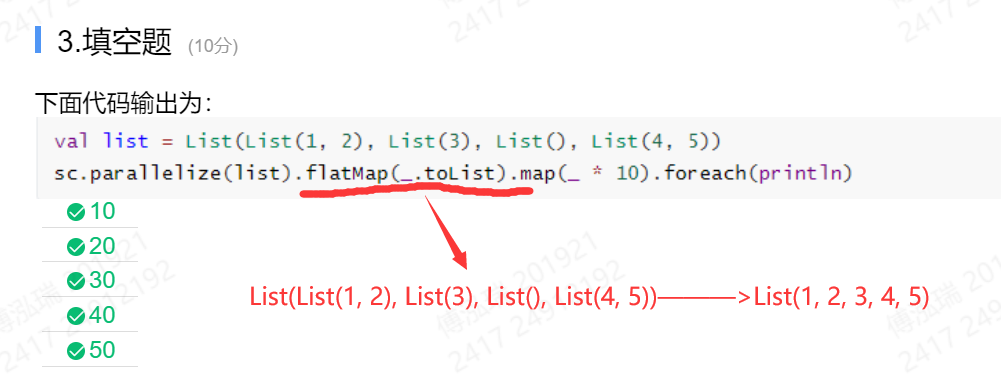 3.填空题 (10分)
下面代码输出为：
val list = List(List(1, 2), List(3), List(), List(4, 5))
sc.parallelize(list).flatMap(_.toList).map(_ * 10).foreach(println)
10
20
30
40
50
List(List(1, 2), List(3), List(), List(4, 5))————>List(1, 2, 3, 4, 5)